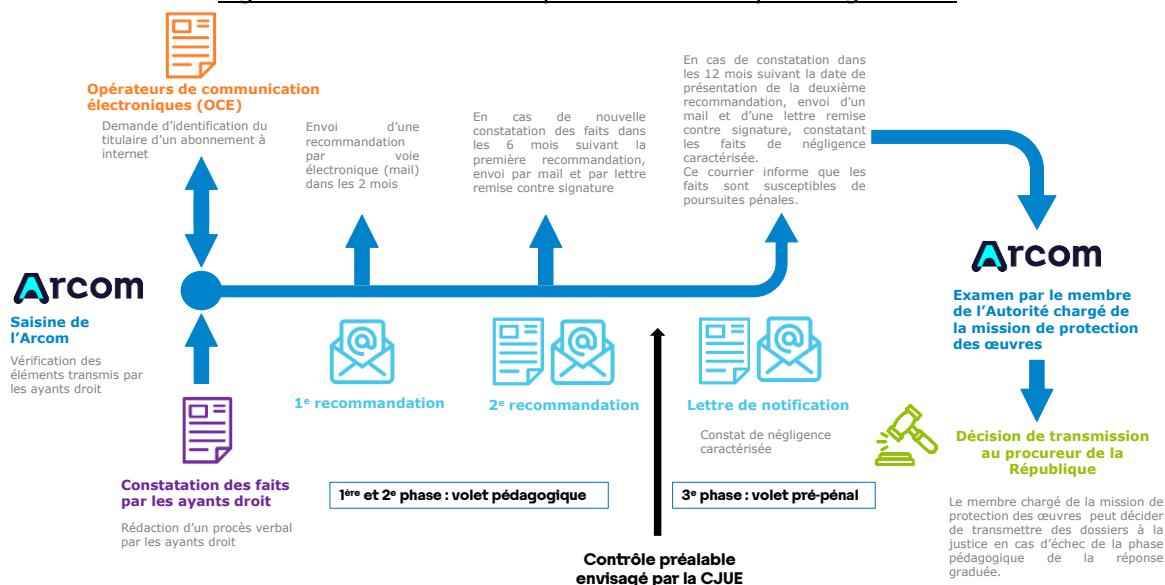 Opérateurs de communication
électroniques (OCE)
Demande d'identification du
titulaire d'un abonnement à
internet
Envoi d'une
recommandation
par voie
électronique (mail)
dans les 2 mois
En cas de nouvelle
constatation des faits dans
les 6 mois suivant la
première recommandation,
envoi par mail et par lettre
remise contre signature
En cas de constatation dans
les 12 mois suivant la date de
présentation de la deuxième
recommandation, envoi d'un
mail et d'une lettre remise
contre signature, constatant
les faits de négligence
caractérisée.
Ce courrier informe que les
faits sont susceptibles de
poursuites pénales.
Arcom
Saisine de
l'Arcom
Vérification des
éléments transmis par
les ayants droit
Arcom
Examen par le membre
de l'Autorité chargé de
la mission de protection
des œuvres
1e recommandation
2e recommandation
Lettre de notification
Constat de négligence
caractérisée
Décision de transmission
au procureur de la
République
Constatation des faits
par les ayants droit
Rédaction d'un procès verbal
par les ayants droit
1ère et 2e phase : volet pédagogique
3e phase : volet pré-pénal
Le membre chargé de la mission de
protection des œuvres peut décider
de transmettre des dossiers à la
justice en cas d'échec de la phase
pédagogique de la réponse
graduée.
Contrôle préalable
envisagé par la CJUE